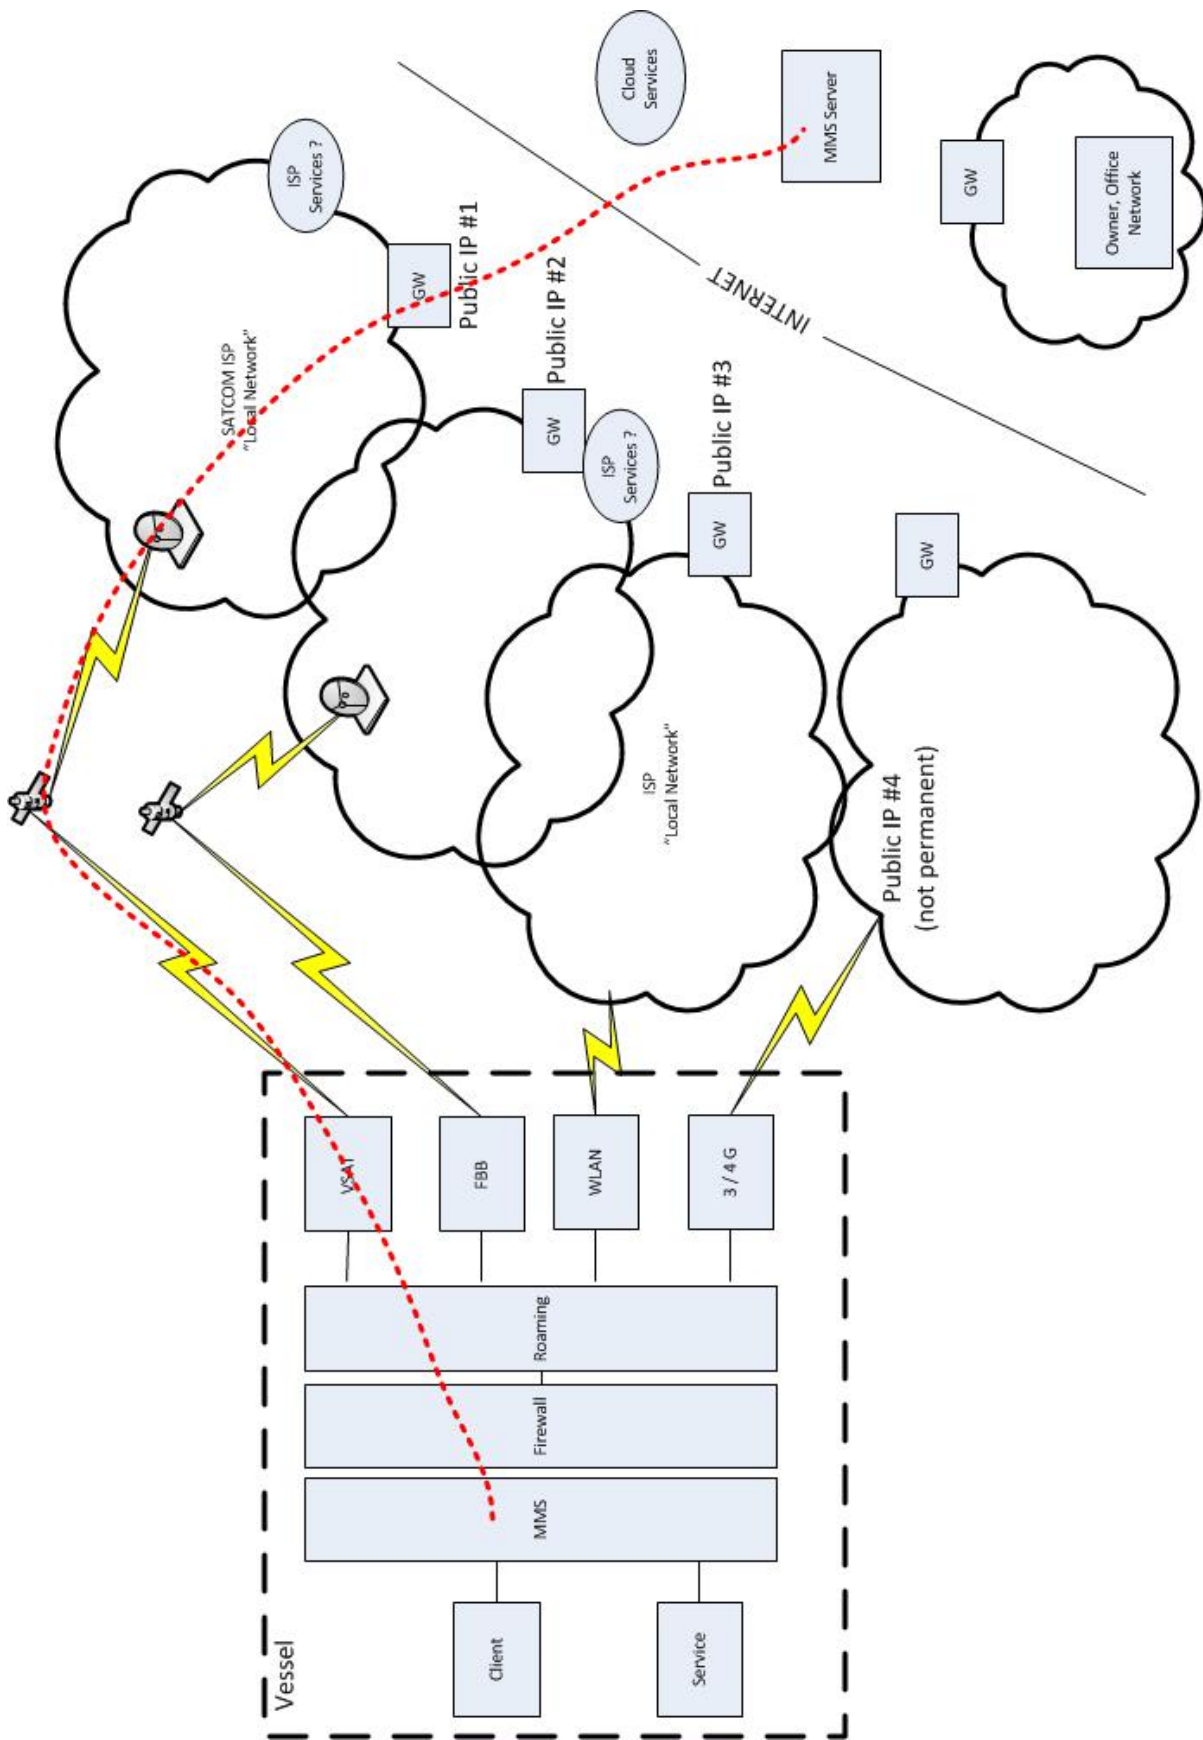 Vessel
Client
Service
MMS
Firewall
Roaming
VSAT
FBB
WLAN
3 / 4 G
SATCOM ISP
"Local Network"
ISP
Services ?
GW
Public IP #1
GW
Public IP #2
ISP
Services ?
ISP
"Local Network"
GW
Public IP #3
Public IP #4
(not permanent)
GW
INTERNET
Cloud
Services
MMS Server
GW
Owner, Office
Network